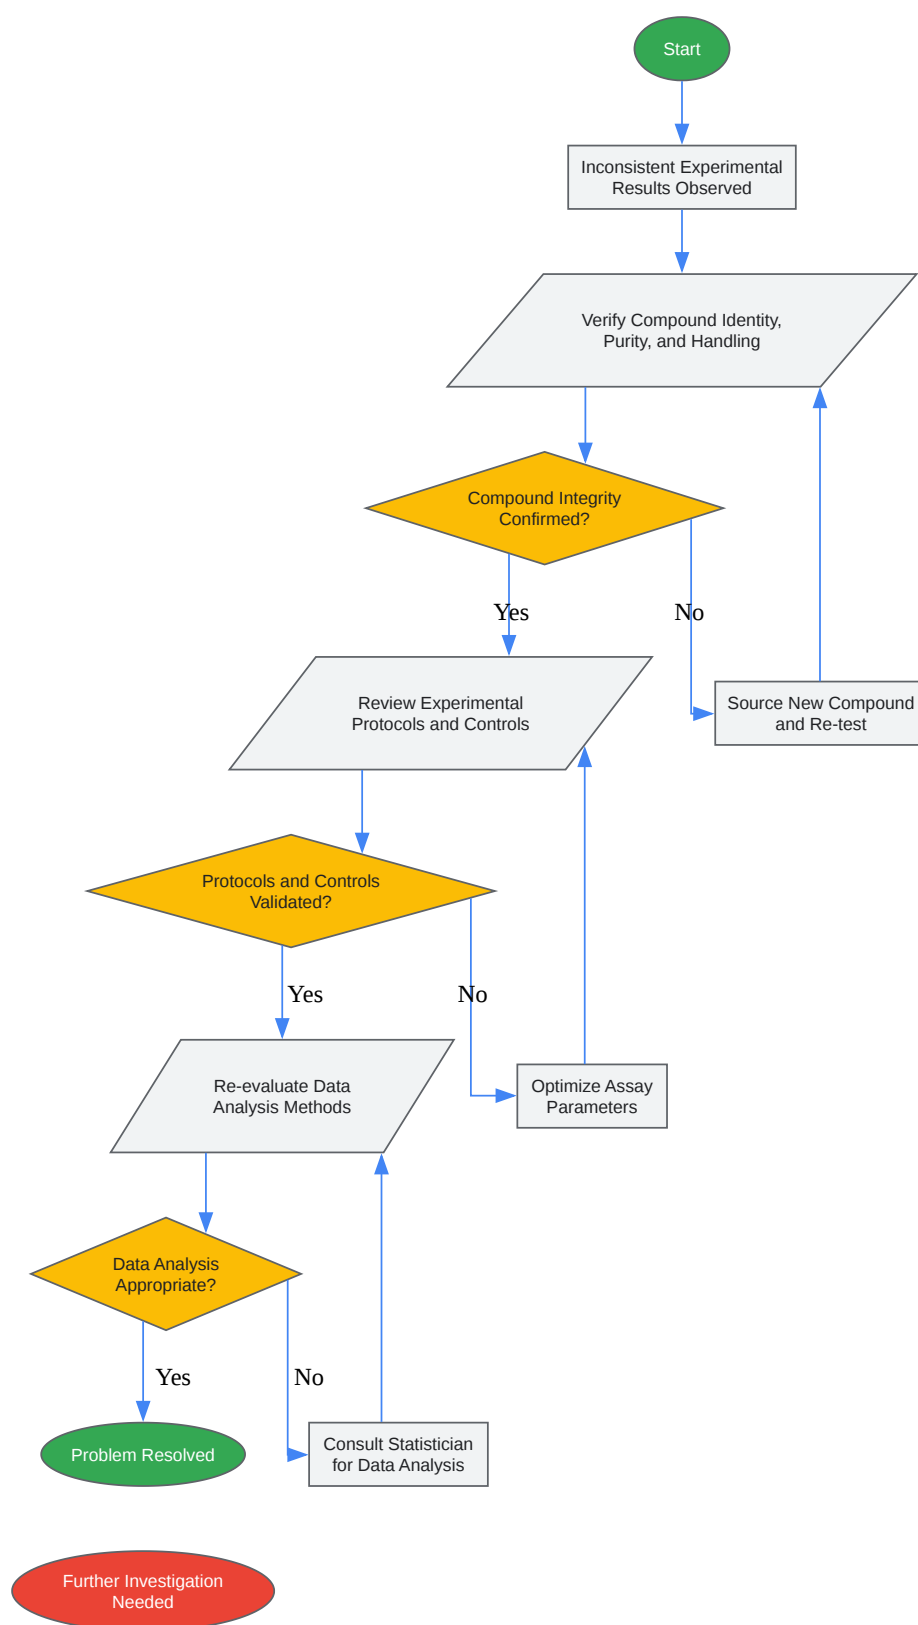 Start
Inconsistent Experimental
Results Observed
Verify Compound Identity,
Purity, and Handling
Compound Integrity
Confirmed?
Yes
No
Review Experimental
Protocols and Controls
Source New Compound
and Re-test
Protocols and Controls
Validated?
Yes
No
Re-evaluate Data
Analysis Methods
Optimize Assay
Parameters
Data Analysis
Appropriate?
Yes
No
Problem Resolved
Consult Statistician
for Data Analysis
Further Investigation
Needed